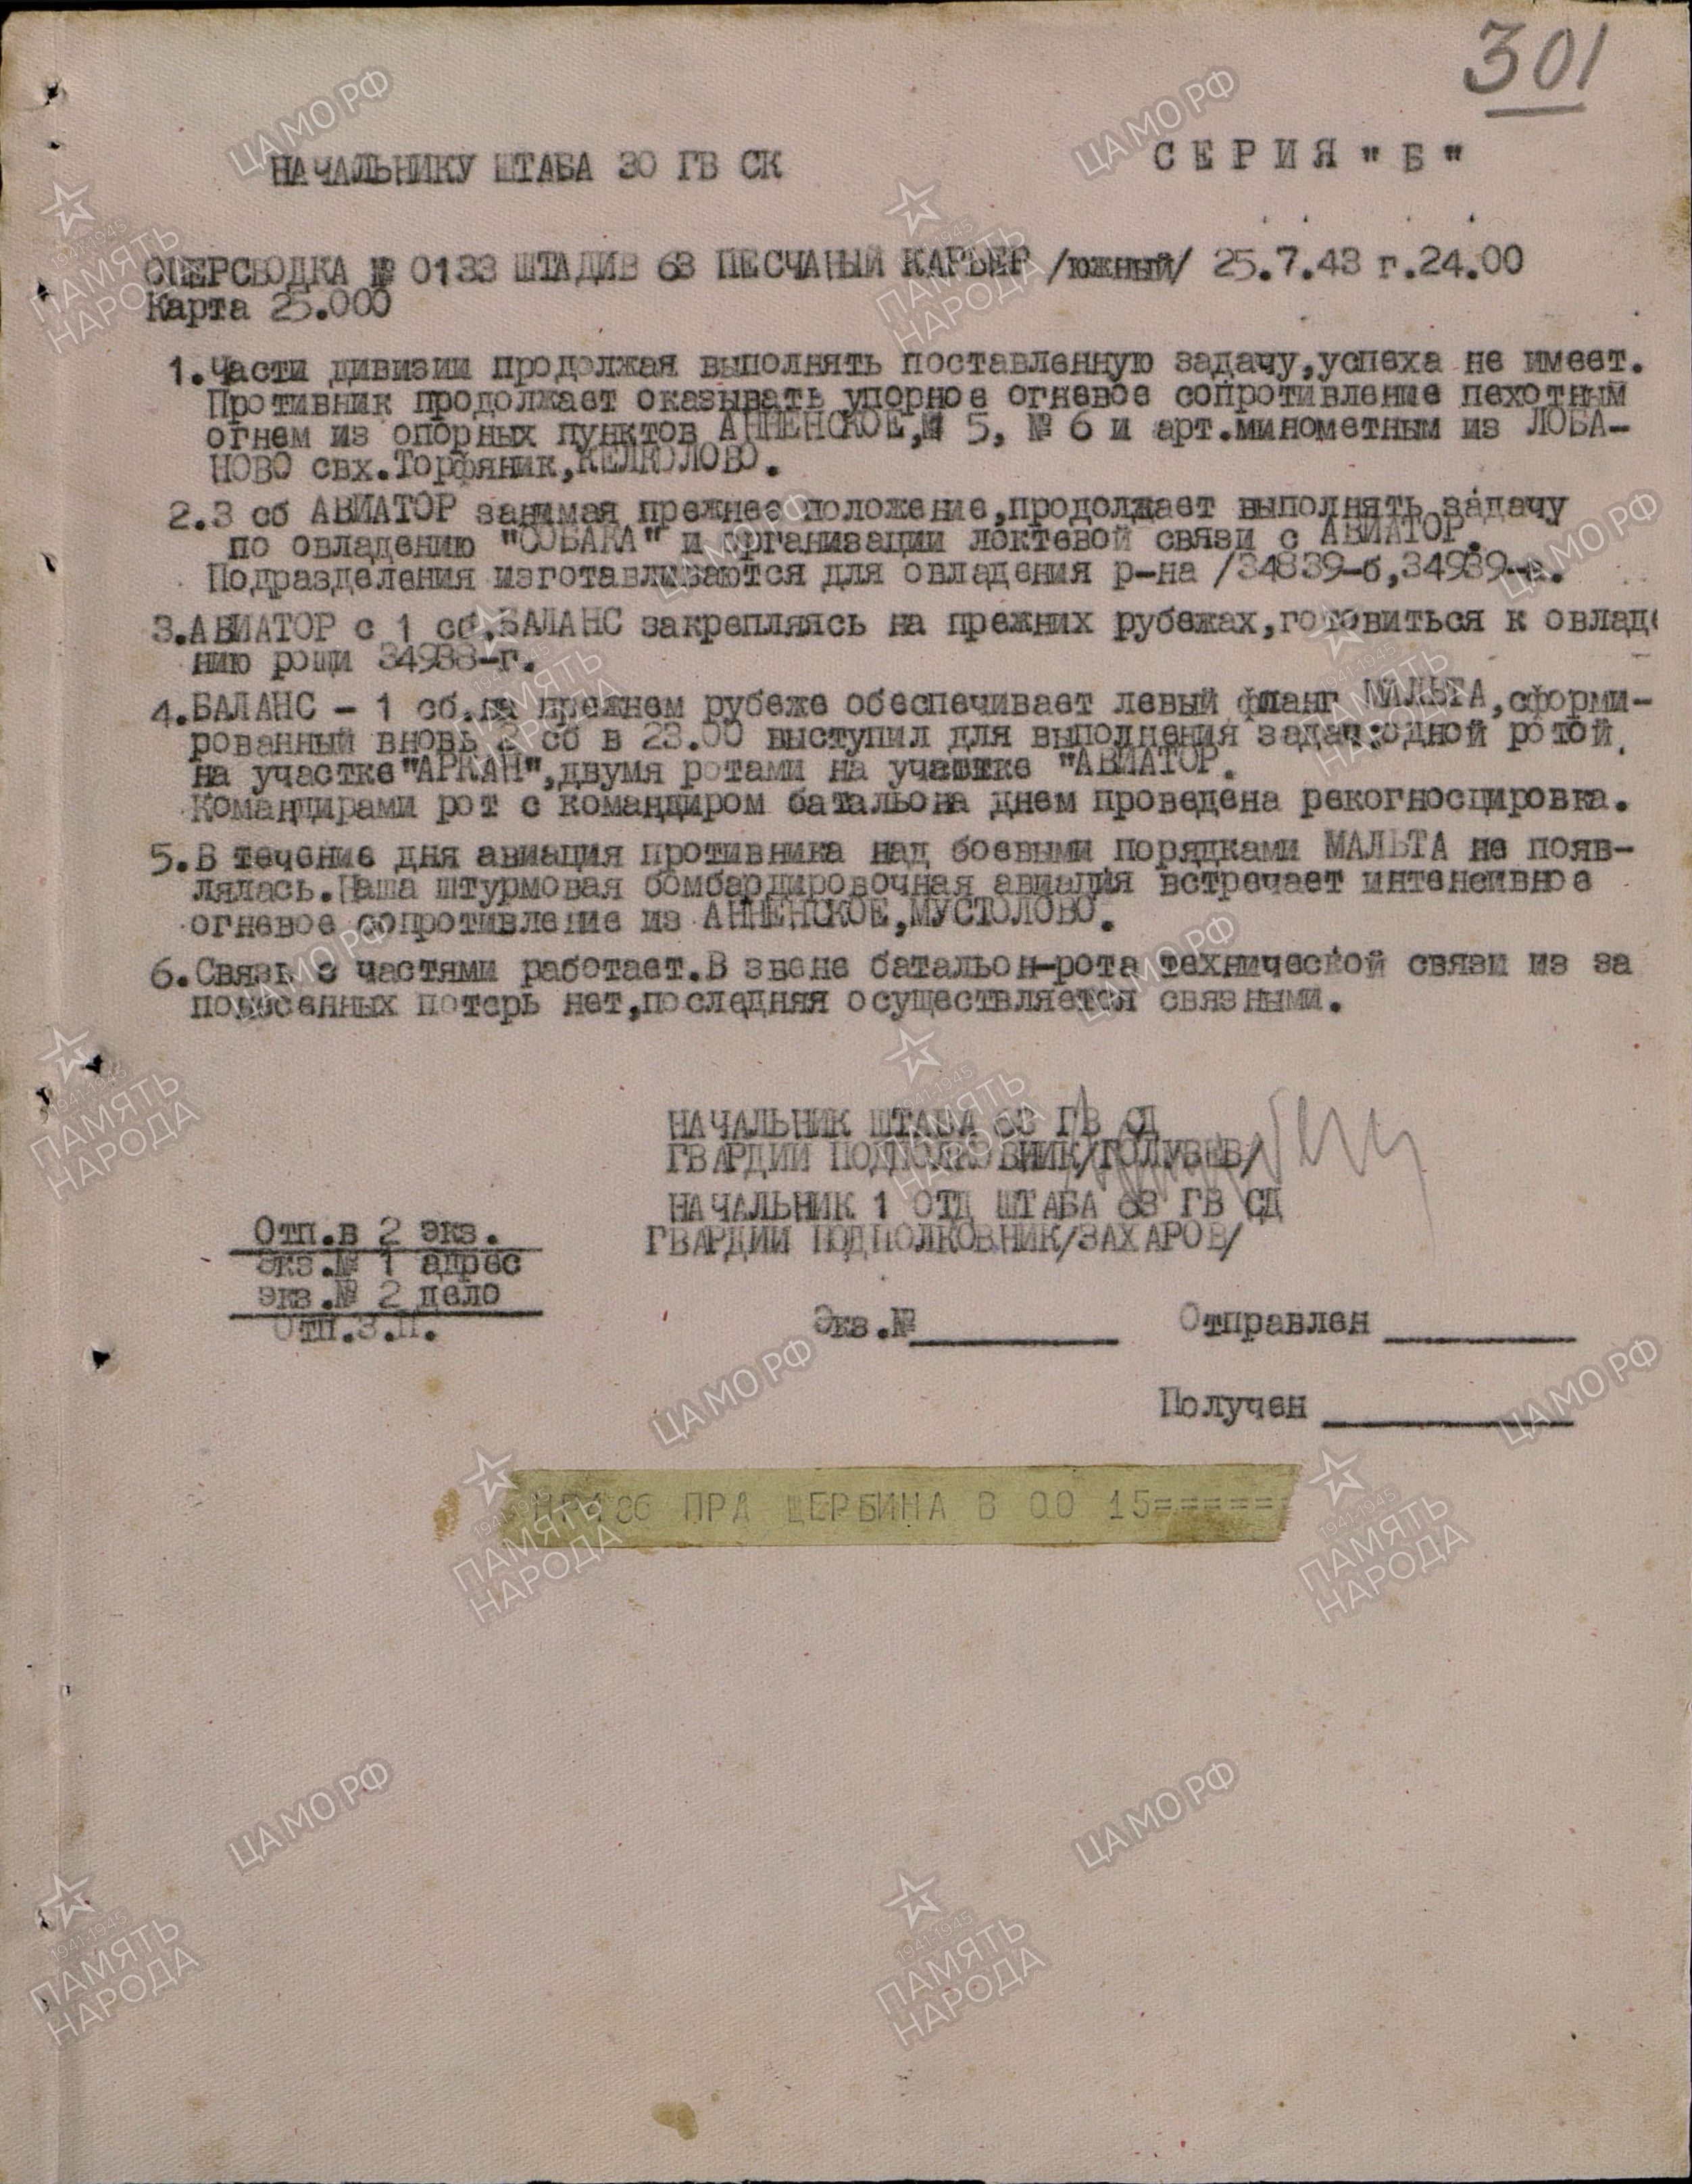 301
НАЧАЛЬНИКУ ШТАБА 30 ГВ СК
СЕРИЯ "Б"
ОПЕРСВОДКА № 0133 ШТАДИВ 63 ПЕСЧАНЫЙ КАРЬЕР /южный/ 25.7.43 г.24.00
Карта 25.000
1.Части дивизии продолжая выполнять поставленную задачу,успеха не имеет.
Противник продолжает оказывать упорное огневое сопротивление пехотным
огнем из опорных пунктов АННЕНСКОЕ,№ 5, № 6 и арт.минометным из ЛОБА-
НОВО свх.Торфяник,КЕЛКОЛОВО.
2.3 сб АВИАТОР занимая прежнее положение,продолжает выполнять задачу
по овладению "СОБАКА" и организации локтевой связи с АВИАТОР.
Подразделения изготавливаются для овладения р-на /34839-б,34939-а.
3.АВИАТОР с 1 сб.БАЛАНС закрепляясь на прежних рубежах,готовиться к овладе
нию рощи 34938-г.
4.БАЛАНС - 1 сб.на прежнем рубеже обеспечивает левый фланг МАЛЬТА,сформи-
рованный вновь 2 сб в 23.00 выступил для выполнения задач:одной ротой
на участке"АРКАН",двумя ротами на участке "АВИАТОР.
Командирами рот с командиром батальона днем проведена рекогносцировка.
5.В течение дня авиация противника над боевыми порядками МАЛЬТА не появ-
лялась.Наша штурмовая бомбардировочная авиация встречает интенсивное
огневое сопротивление из АННЕНСКОЕ,МУСТОЛОВО.
6.Связь с частями работает.В звене батальон-рота технической связи из за
понесенных потерь нет,последняя осуществляется связными.
НАЧАЛЬНИК ШТАБА 63 ГВ СД
ГВАРДИИ ПОДПОЛКОВНИК/ГОЛУБЕВ/
НАЧАЛЬНИК 1 ОТД ШТАБА 63 ГВ СД
ГВАРДИИ ПОДПОЛКОВНИК/ЗАХАРОВ/
Отп.в 2 экз.
экз.№ 1 адрес
экз.№ 2 дело
Отп.З.П.
Экз.№
Отправлен
Получен
ПРА ЩЕРБИНА В 00 15======